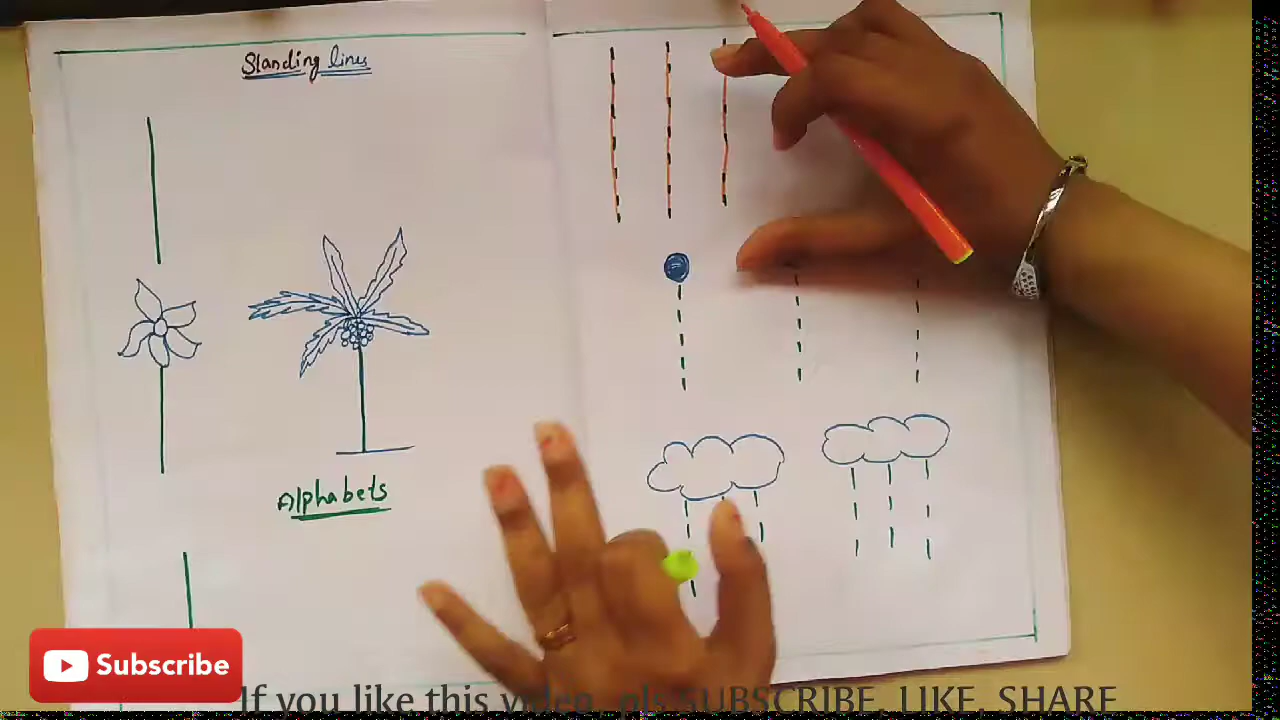 Standing lines
Alphabets
Subscribe
If you like this video, pls SUBSCRIBE, LIKE, SHARE